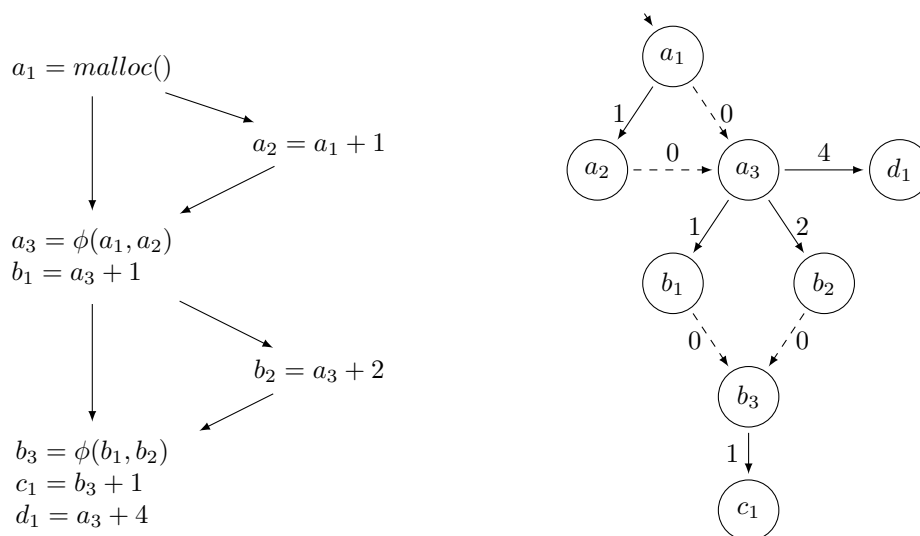 a₁ = malloc()
a₂ = a₁ + 1
a₃ = ϕ(a₁, a₂)
b₁ = a₃ + 1
b₂ = a₃ + 2
b₃ = ϕ(b₁, b₂)
c₁ = b₃ + 1
d₁ = a₃ + 4
a₁
1
0
a₂
0
a₃
4
d₁
1
2
b₁
b₂
0
0
b₃
1
c₁